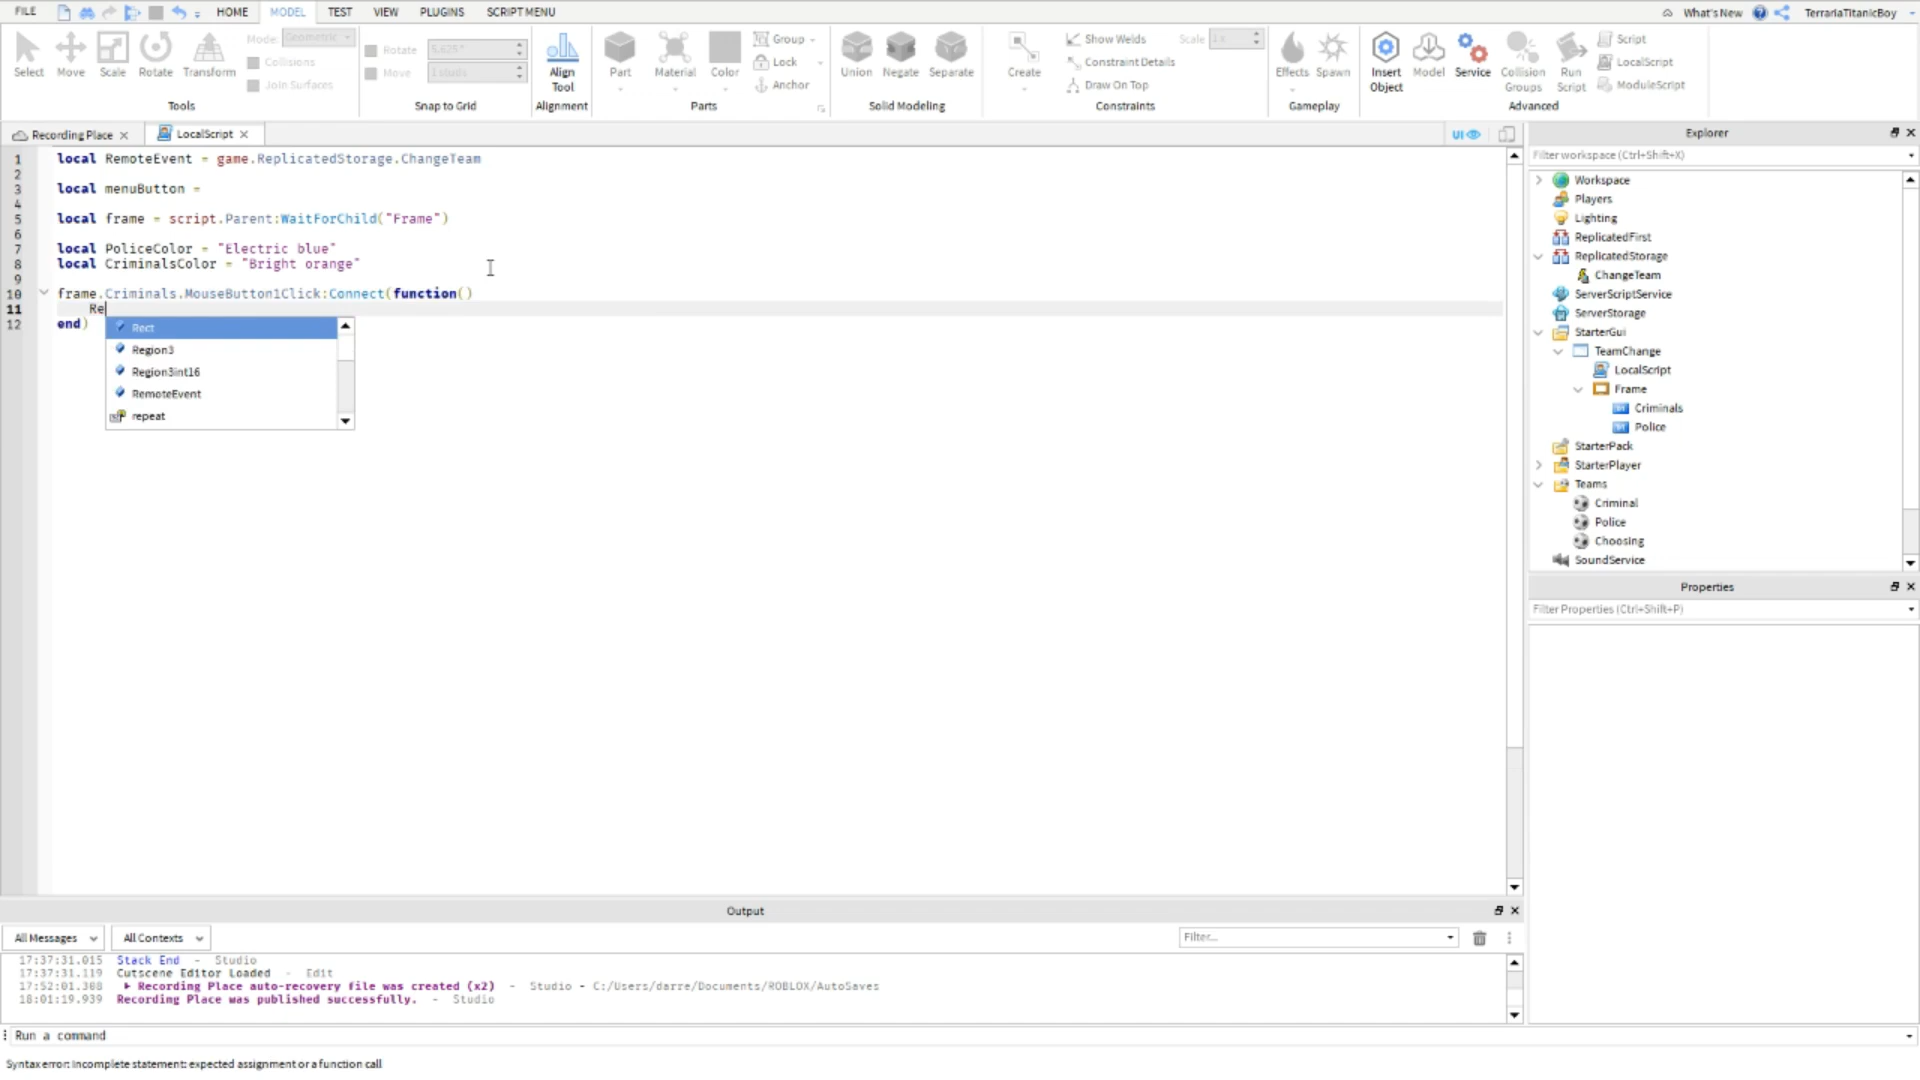 FILE HOME MODEL TEST VIEW PLUGINS SCRIPT MENU What's New TerrariaTitanicBoy
Select Move Scale Rotate Transform
Mode: Geometric
Collisions
Join Surfaces
Tools
Rotate 5.625°
Move 1 studs
Snap to Grid
Align Tool
Alignment
Part Material Color
Group
Lock
Anchor
Parts
Union Negate Separate
Solid Modeling
Create
Show Welds
Constraint Details
Draw On Top
Scale 1 x
Constraints
Effects Spawn
Gameplay
Insert Object
Model
Service
Collision Groups
Run Script
Script
LocalScript
ModuleScript
Advanced
Recording Place
LocalScript
UI
1 local RemoteEvent = game.ReplicatedStorage.ChangeTeam
2
3 local menuButton =
4
5 local frame = script.Parent:WaitForChild("Frame")
6
7 local PoliceColor = "Electric blue"
8 local CriminalsColor = "Bright orange"
9
10 frame.Criminals.MouseButton1Click:Connect(function()
11 Re
12 end)
Rect
Region3
Region3int16
RemoteEvent
repeat
Explorer
Filter workspace (Ctrl+Shift+X)
Workspace
Players
Lighting
ReplicatedFirst
ReplicatedStorage
ChangeTeam
ServerScriptService
ServerStorage
StarterGui
TeamChange
LocalScript
Frame
Criminals
Police
StarterPack
StarterPlayer
Teams
Criminal
Police
Choosing
SoundService
Properties
Filter Properties (Ctrl+Shift+P)
Output
All Messages All Contexts Filter...
17:37:31.015 Stack End - Studio
17:37:31.119 Cutscene Editor Loaded - Edit
17:52:01.308 Recording Place auto-recovery file was created (x2) - Studio - C:/Users/darre/Documents/ROBLOX/AutoSaves
18:01:19.939 Recording Place was published successfully. - Studio
Run a command
Syntax error: Incomplete statement: expected assignment or a function call